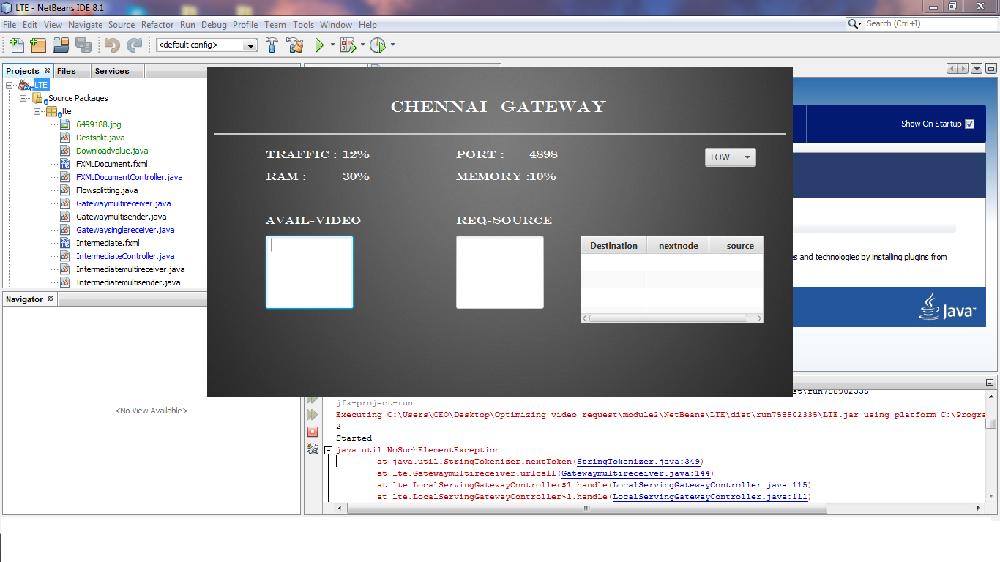 LTE - NetBeans IDE 8.1
File Edit View Navigate Source Refactor Run Debug Profile Team Tools Window Help
Search (Ctrl+I)
<default config>
Projects Files Services
LTE
Source Packages
lte
6499188.jpg
Destsplit.java
Downloadvalue.java
FXMLDocument.fxml
FXMLDocumentController.java
Flowsplitting.java
Gatewaymultireceiver.java
Gatewaymultisender.java
Gatewaysinglereceiver.java
Intermediate.fxml
IntermediateController.java
Intermediatemultireceiver.java
Intermediatemultisender.java
Navigator
<No View Available>
CHENNAI GATEWAY
TRAFFIC : 12% PORT : 4898 LOW
RAM : 30% MEMORY :10%
AVAIL-VIDEO REQ-SOURCE
Destination nextnode source
Show On Startup
es and technologies by installing plugins from
Java™
st\run758902335
jfx-project-run:
Executing C:\Users\CEO\Desktop\Optimizing video request\module2\NetBeans\LTE\dist\run758902335\LTE.jar using platform C:\Progra
2
Started
java.util.NoSuchElementException
at java.util.StringTokenizer.nextToken(StringTokenizer.java:349)
at lte.Gatewaymultireceiver.urlcall(Gatewaymultireceiver.java:144)
at lte.LocalServingGatewayController$1.handle(LocalServingGatewayController.java:115)
at lte.LocalServingGatewayController$1.handle(LocalServingGatewayController.java:111)